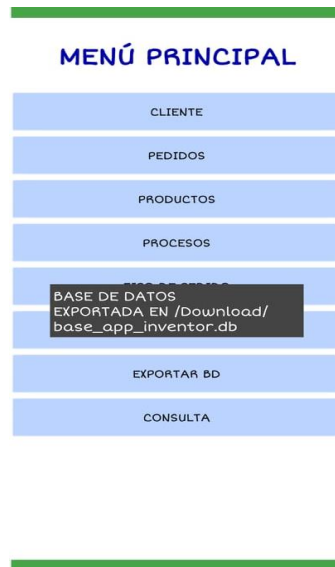 MENÚ PRINCIPAL
CLIENTE
PEDIDOS
PRODUCTOS
PROCESOS
BASE DE DATOS
EXPORTADA EN /Download/
base_app_inventor.db
EXPORTAR BD
CONSULTA